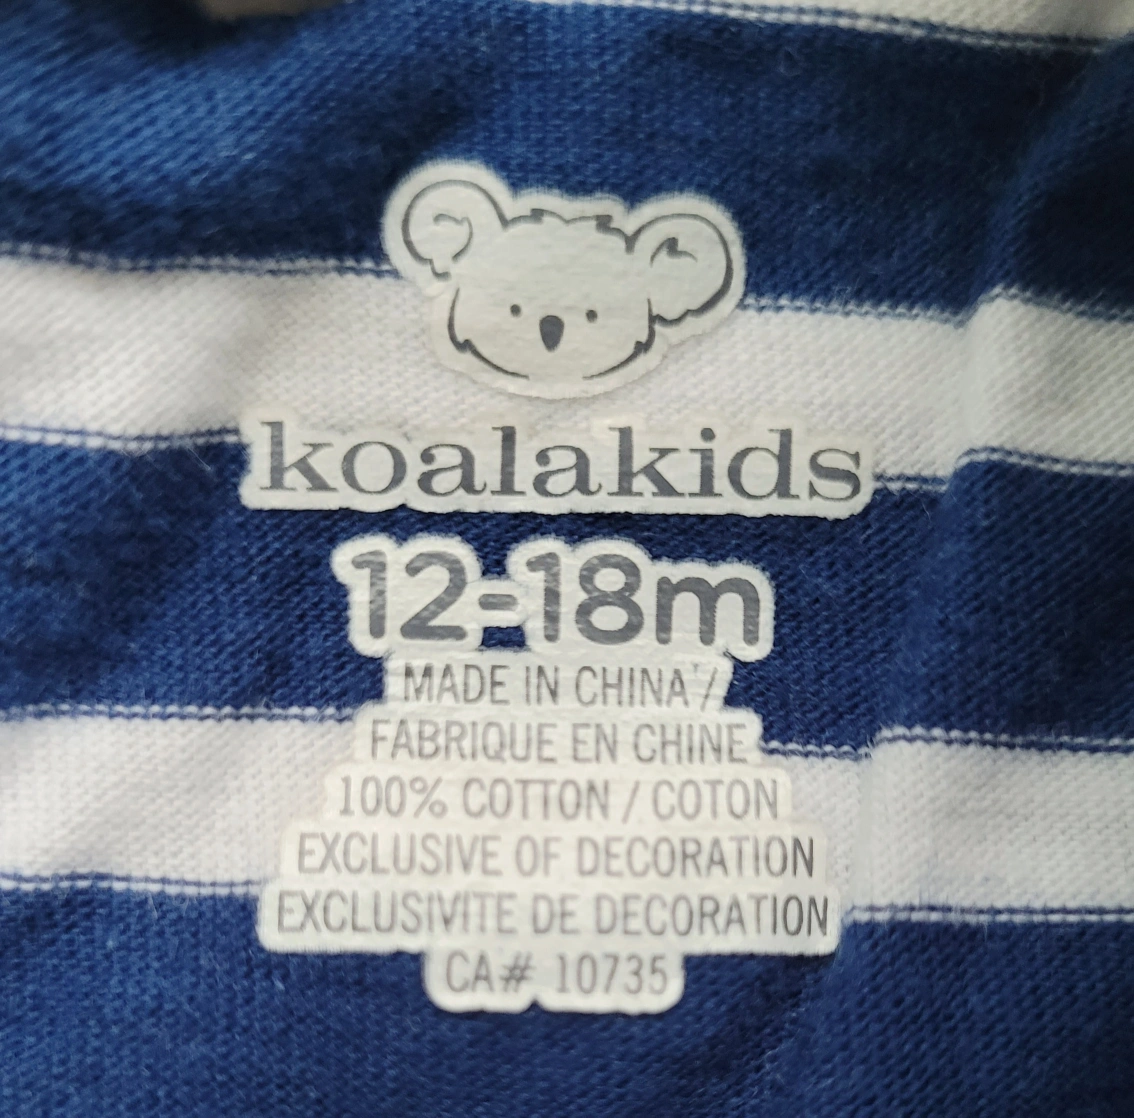 koalakids
12-18m
MADE IN CHINA /
FABRIQUE EN CHINE
100% COTTON / COTON
EXCLUSIVE OF DECORATION
EXCLUSIVITE DE DECORATION
CA# 10735